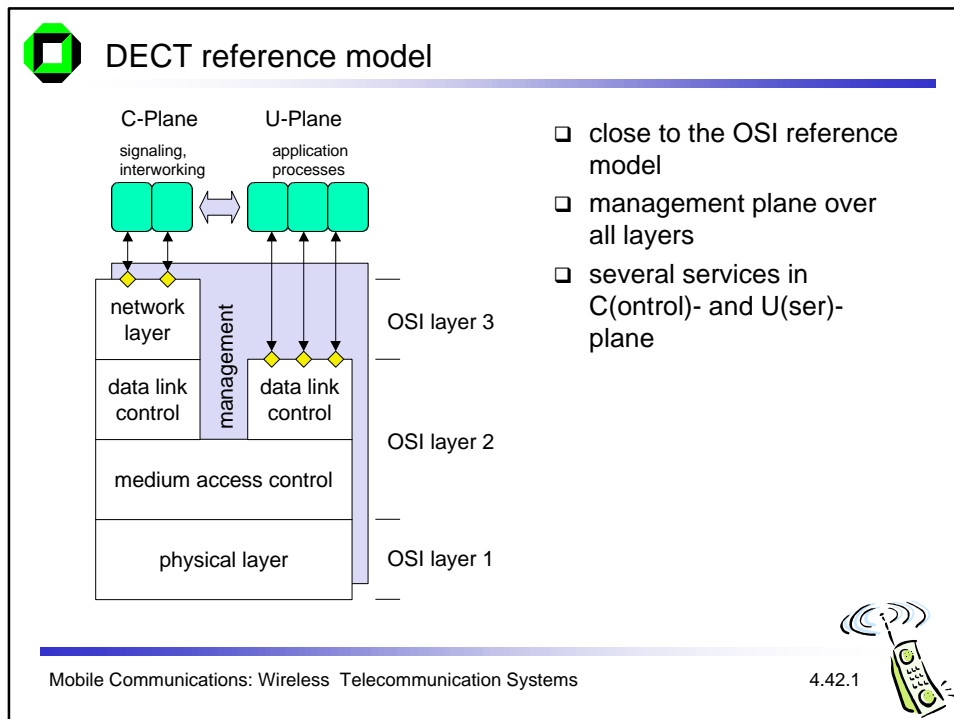 DECT reference model
C-Plane
U-Plane
signaling,
interworking
application
processes
network
layer
management
OSI layer 3
data link
control
data link
control
OSI layer 2
medium access control
physical layer
OSI layer 1
❑ close to the OSI reference
model
❑ management plane over
all layers
❑ several services in
C(ontrol)- and U(ser)-
plane
Mobile Communications: Wireless  Telecommunication Systems
4.42.1